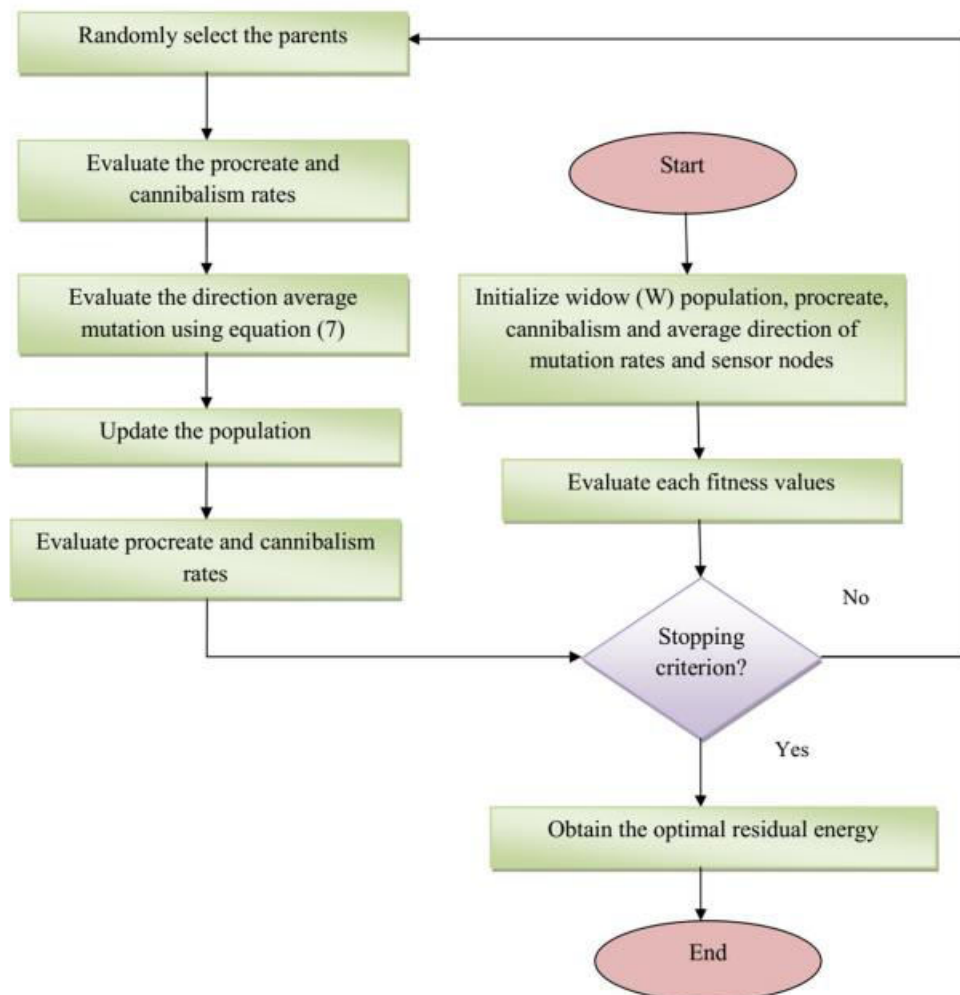 Randomly select the parents
Evaluate the procreate and
cannibalism rates
Evaluate the direction average
mutation using equation (7)
Update the population
Evaluate procreate and cannibalism
rates
Start
Initialize widow (W) population, procreate,
cannibalism and average direction of
mutation rates and sensor nodes
Evaluate each fitness values
Stopping
criterion?
No
Yes
Obtain the optimal residual energy
End